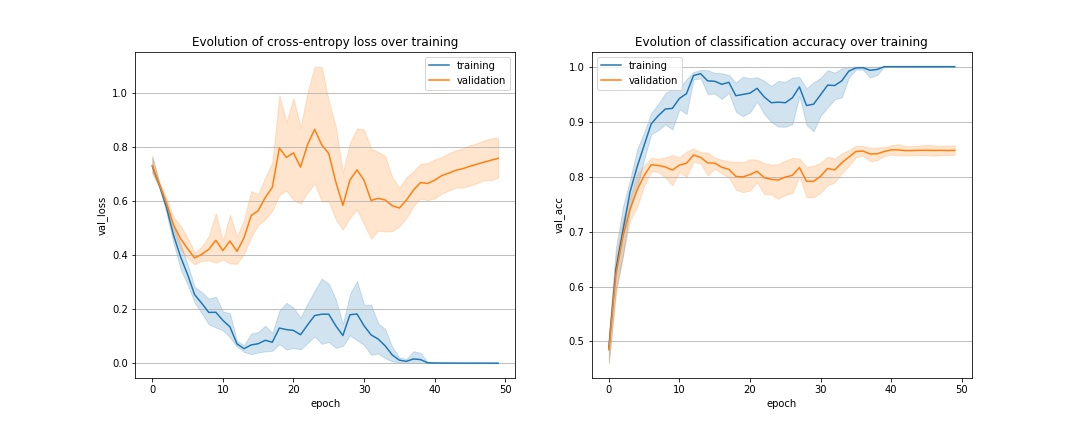 Evolution of cross-entropy loss over training
training
validation
1.0
0.8
0.6
0.4
0.2
0.0
val_loss
0
10
20
30
40
50
epoch
Evolution of classification accuracy over training
training
validation
1.0
0.9
0.8
0.7
0.6
0.5
val_acc
0
10
20
30
40
50
epoch